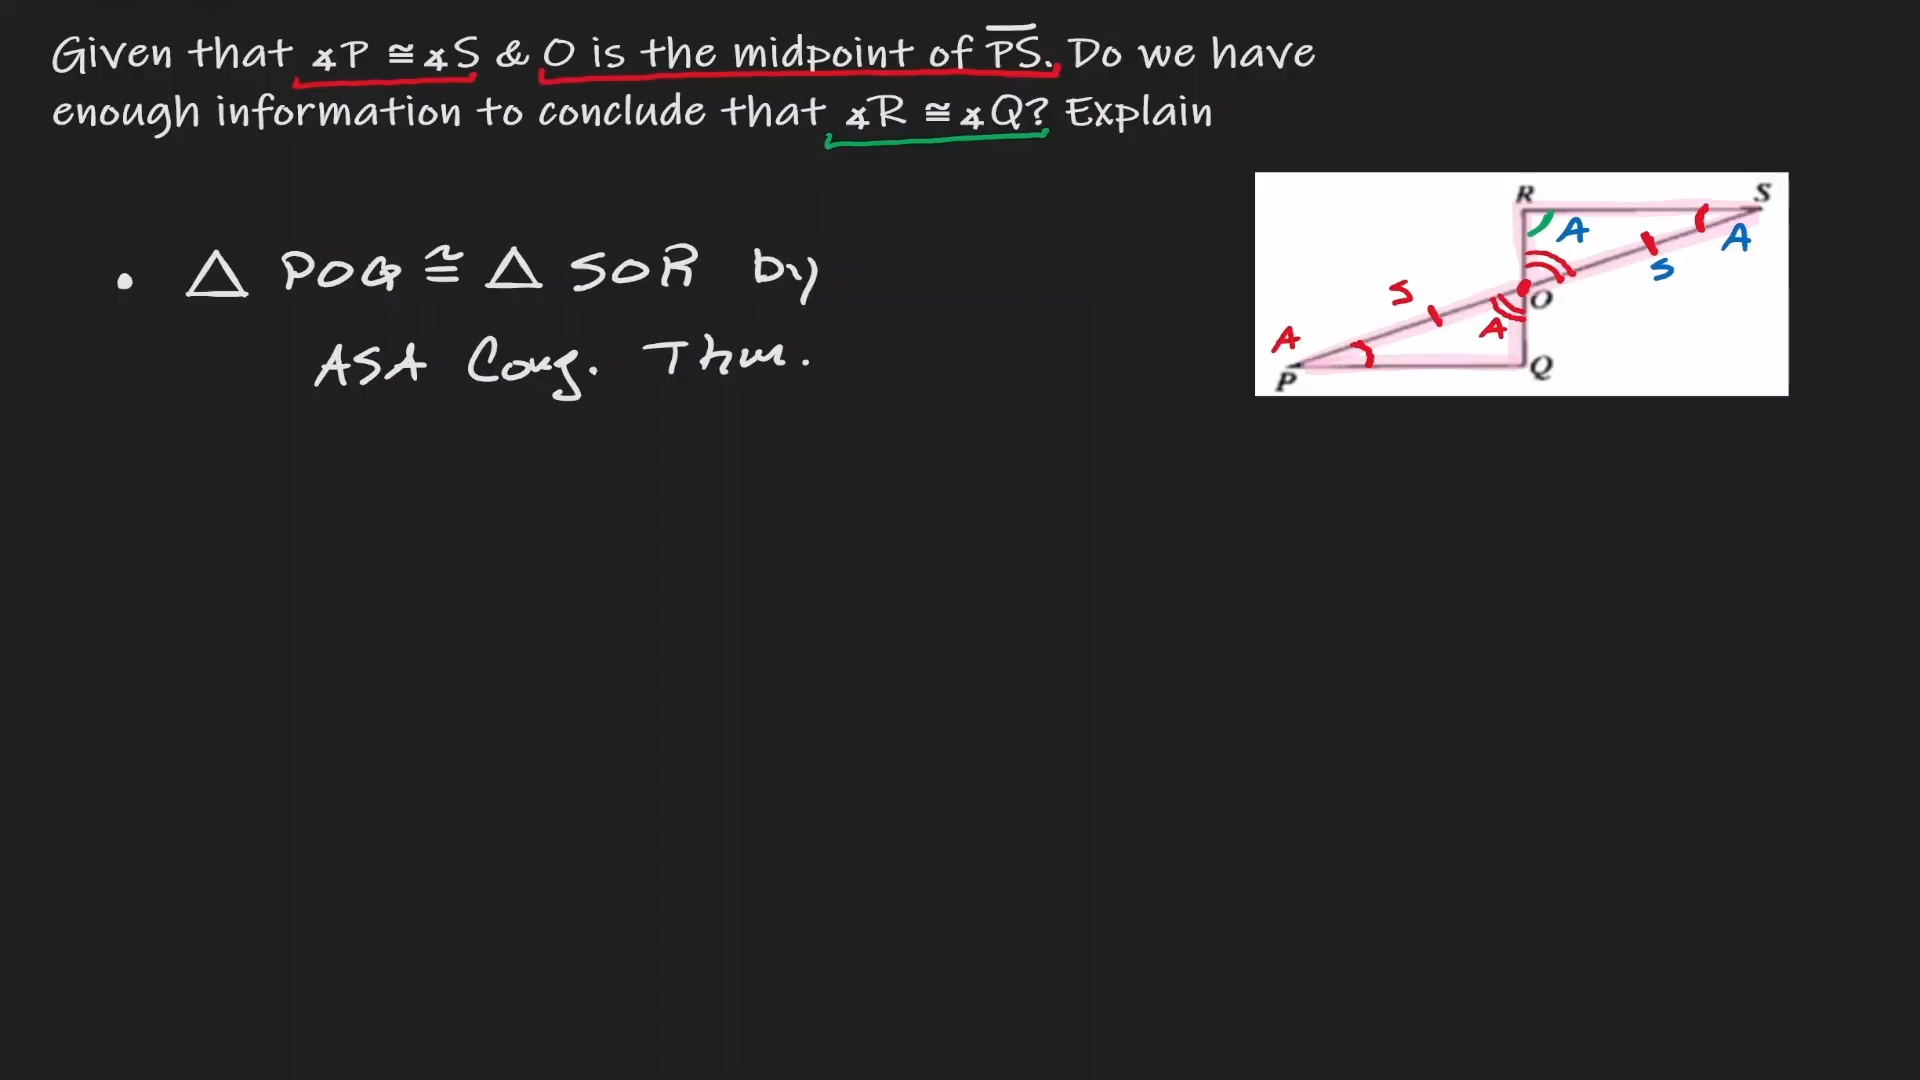 Given that ∡P ≅ ∡S & O is the midpoint of P̅S̅. Do we have
enough information to conclude that ∡R ≅ ∡Q? Explain
• △ POQ ≅ △ SOR by
ASA Cong. Thm.
R
S
A
A
S
S
O
A
A
P
Q